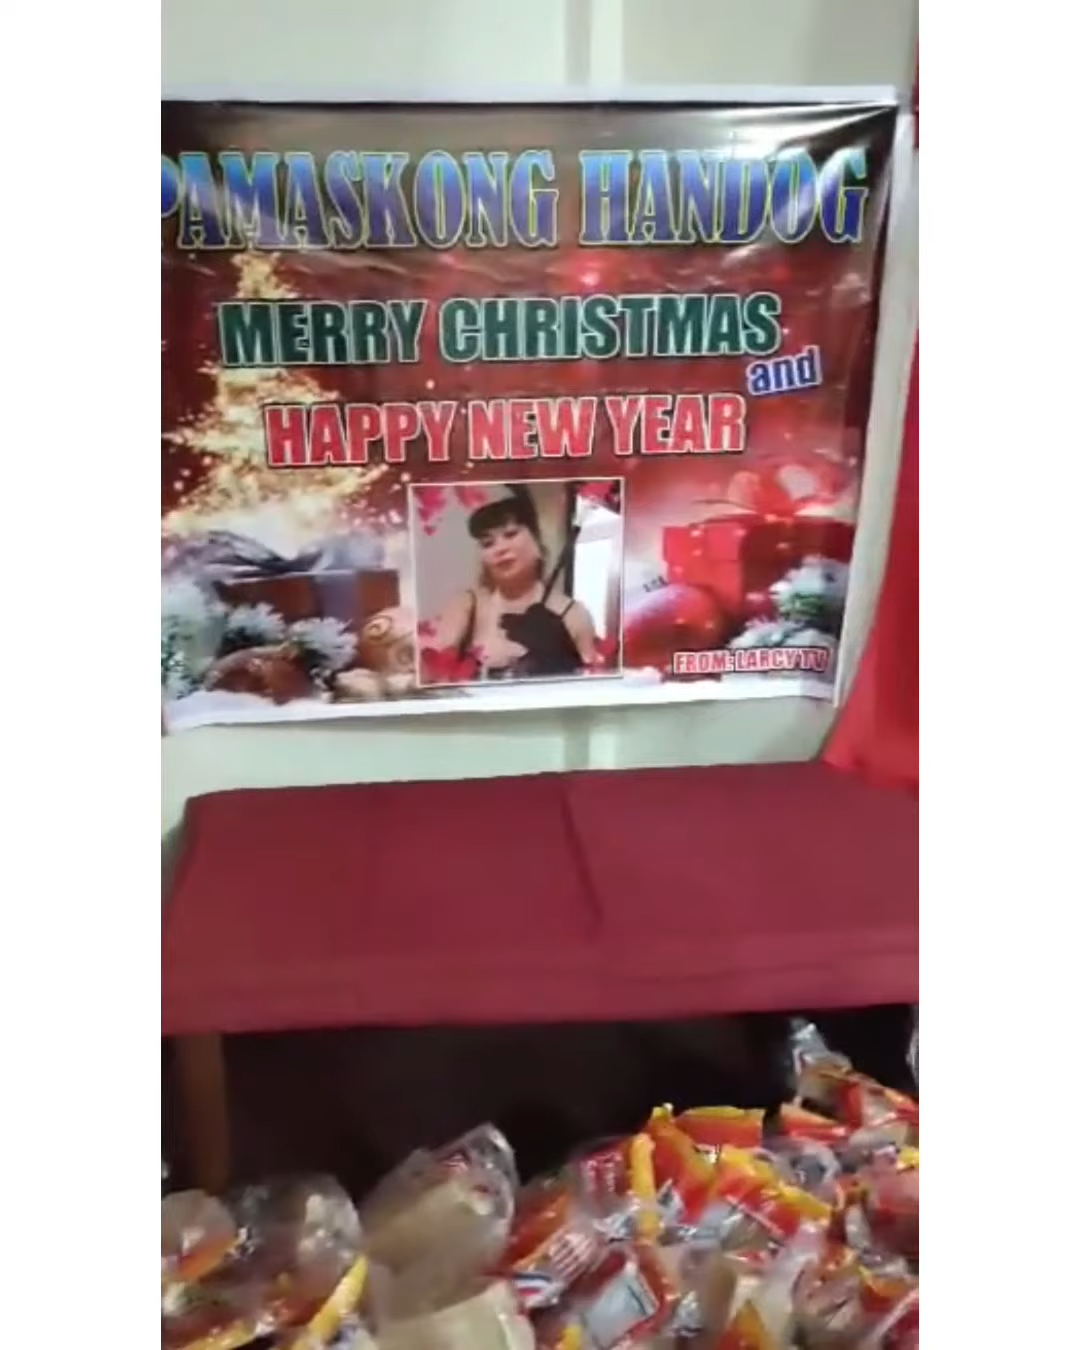 PAMASKONG HANDOG
MERRY CHRISTMAS
and
HAPPY NEW YEAR
FROM: LARCY TV